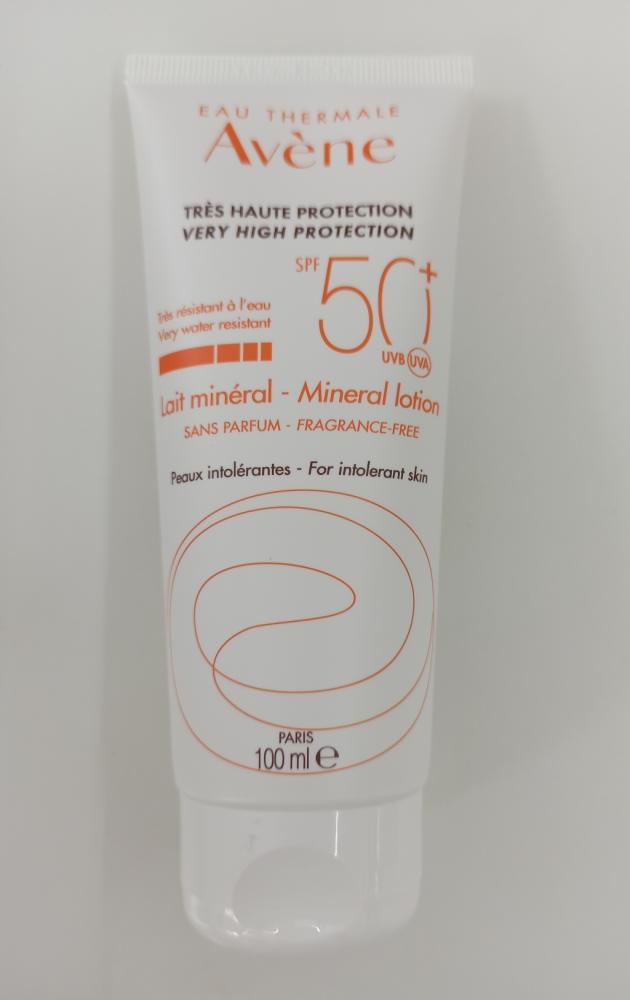 EAU THERMALE
Avène
TRÈS HAUTE PROTECTION
VERY HIGH PROTECTION
SPF 50+
Très résistant à l'eau
Very water resistant
UVB UVA
Lait minéral - Mineral lotion
SANS PARFUM - FRAGRANCE-FREE
Peaux intolérantes - For intolerant skin
PARIS
100 ml ℮